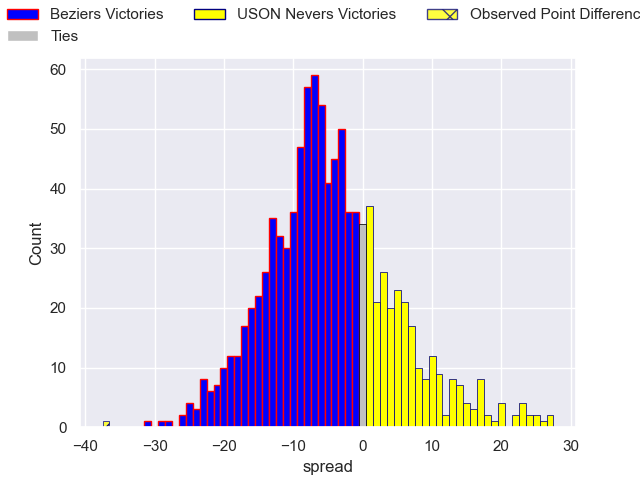 Beziers Victories
USON Nevers Victories
Observed Point Differenc
Ties
60
50
40
30
20
10
0
Count
−40 −30 −20 −10 0 10 20 30
spread